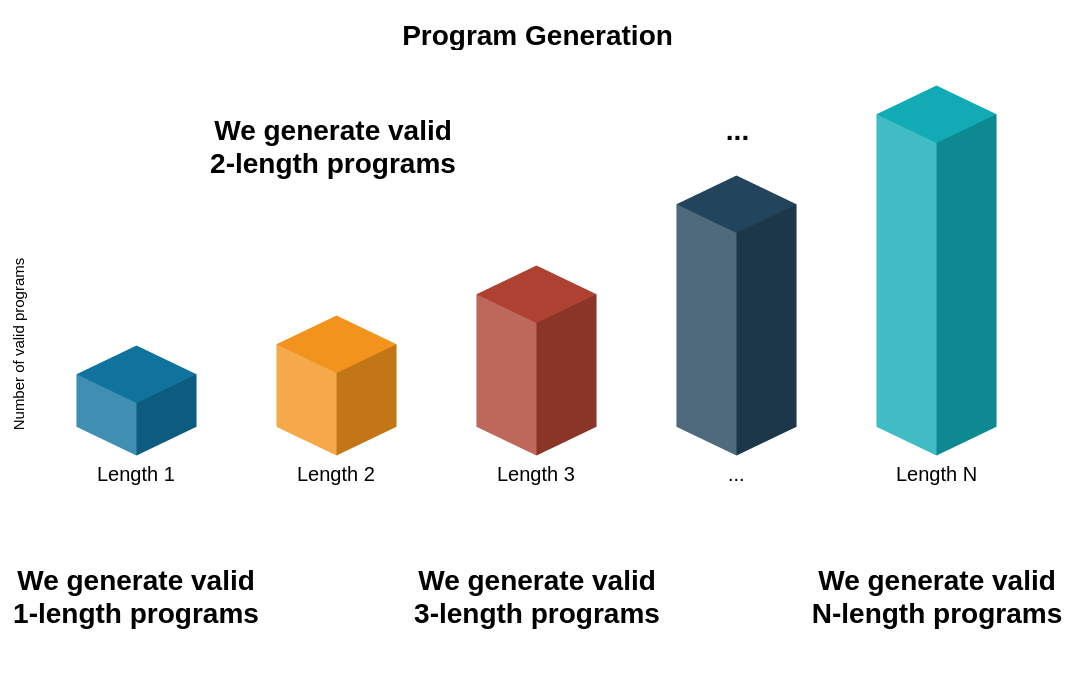 Program Generation
We generate valid
2-length programs
...
Number of valid programs
Length 1
Length 2
Length 3
...
Length N
We generate valid
1-length programs
We generate valid
3-length programs
We generate valid
N-length programs